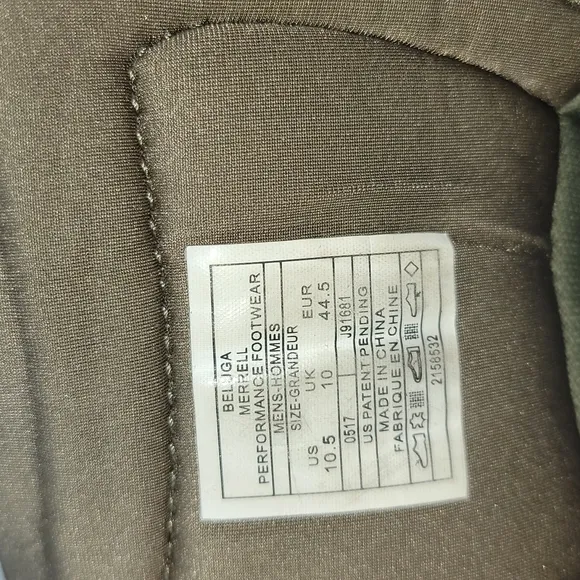 BELUGA
MERRELL
PERFORMANCE FOOTWEAR
MENS-HOMMES
SIZE-GRANDEUR
US UK EUR
10.5 10 44.5
0517 J91681
US PATENT PENDING
MADE IN CHINA
FABRIQUE EN CHINE
2158532